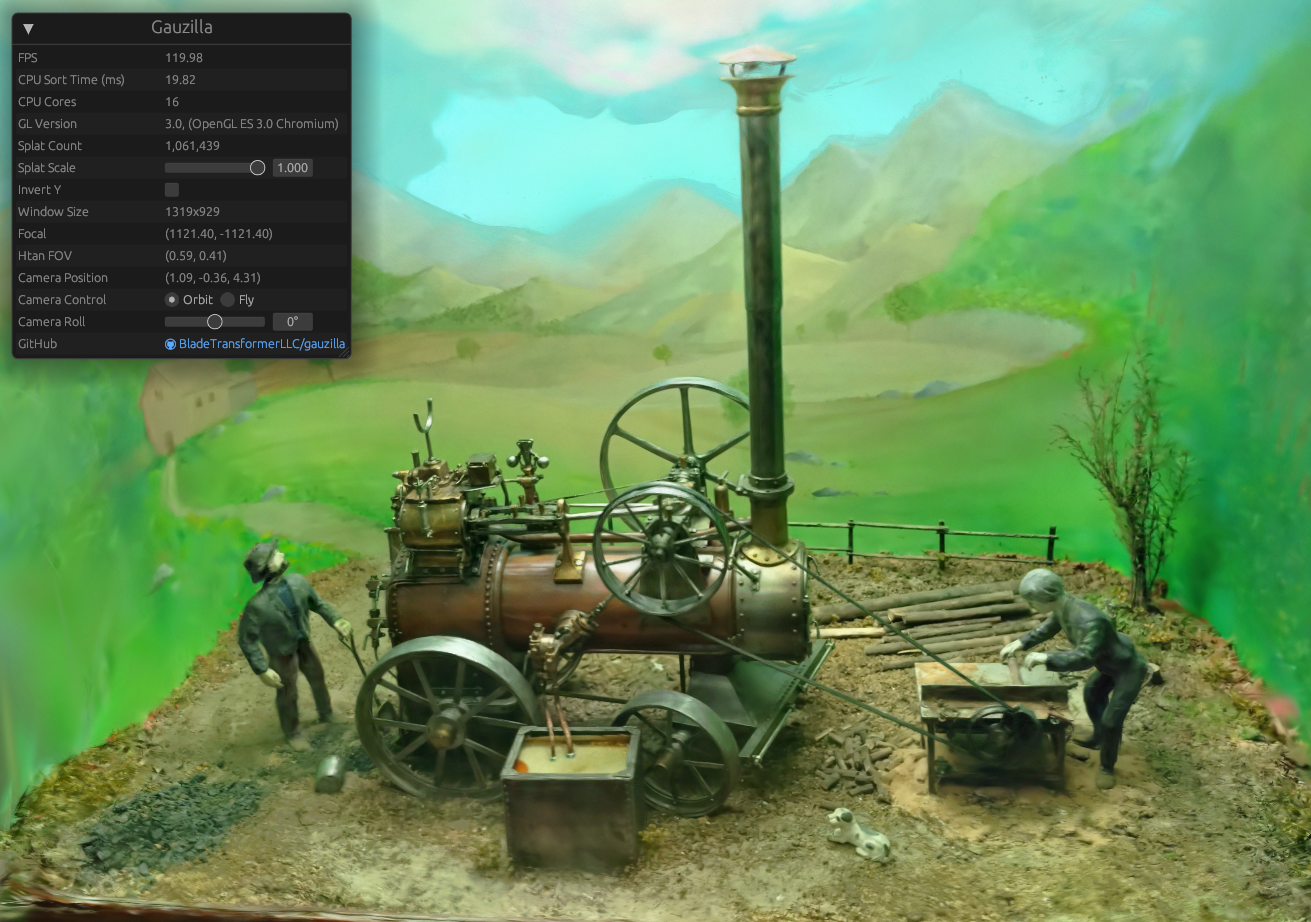 Gauzilla
FPS 119.98
CPU Sort Time (ms) 19.82
CPU Cores 16
GL Version 3.0, (OpenGL ES 3.0 Chromium)
Splat Count 1,061,439
Splat Scale 1.000
Invert Y
Window Size 1319x929
Focal (1121.40, -1121.40)
Htan FOV (0.59, 0.41)
Camera Position (1.09, -0.36, 4.31)
Camera Control Orbit Fly
Camera Roll 0°
GitHub BladeTransformerLLC/gauzilla